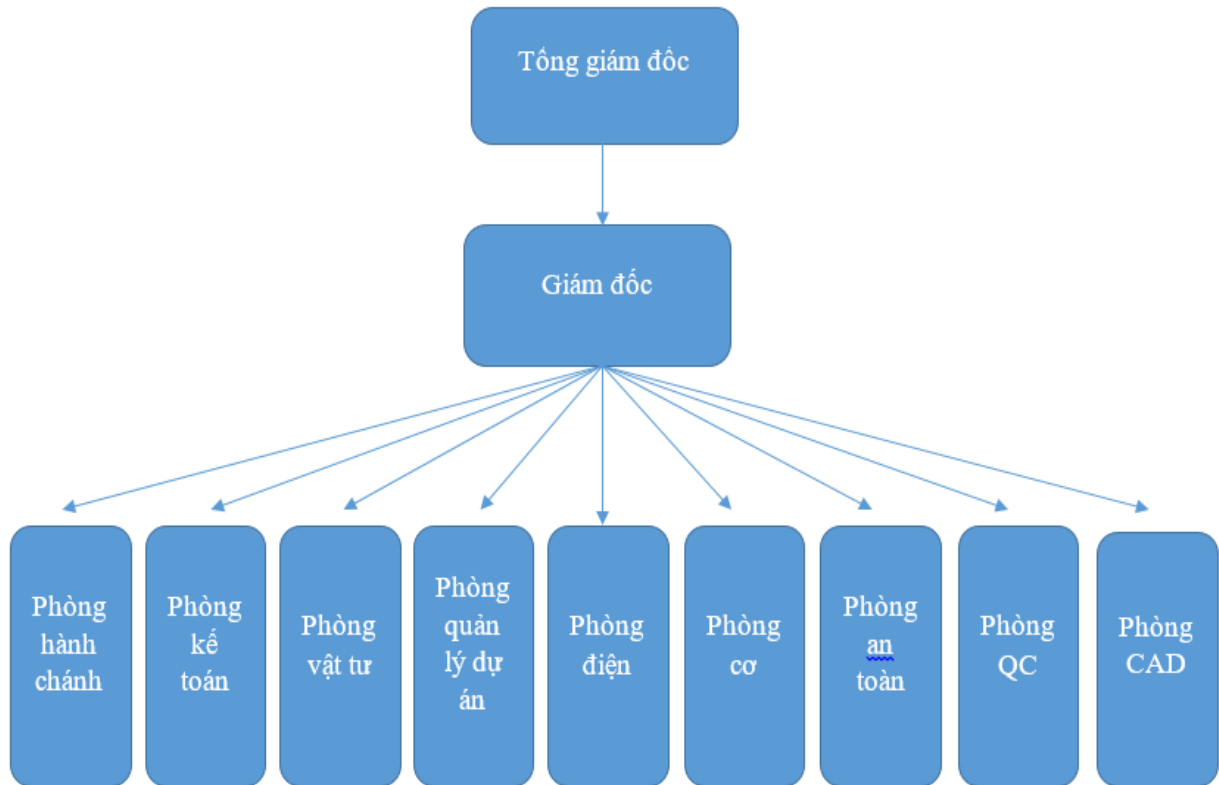 Tổng giám đốc
Giám đốc
Phòng
hành
chánh
Phòng
kế
toán
Phòng
vật tư
Phòng
quản
lý dự
án
Phòng
điện
Phòng
cơ
Phòng
an
toàn
Phòng
QC
Phòng
CAD